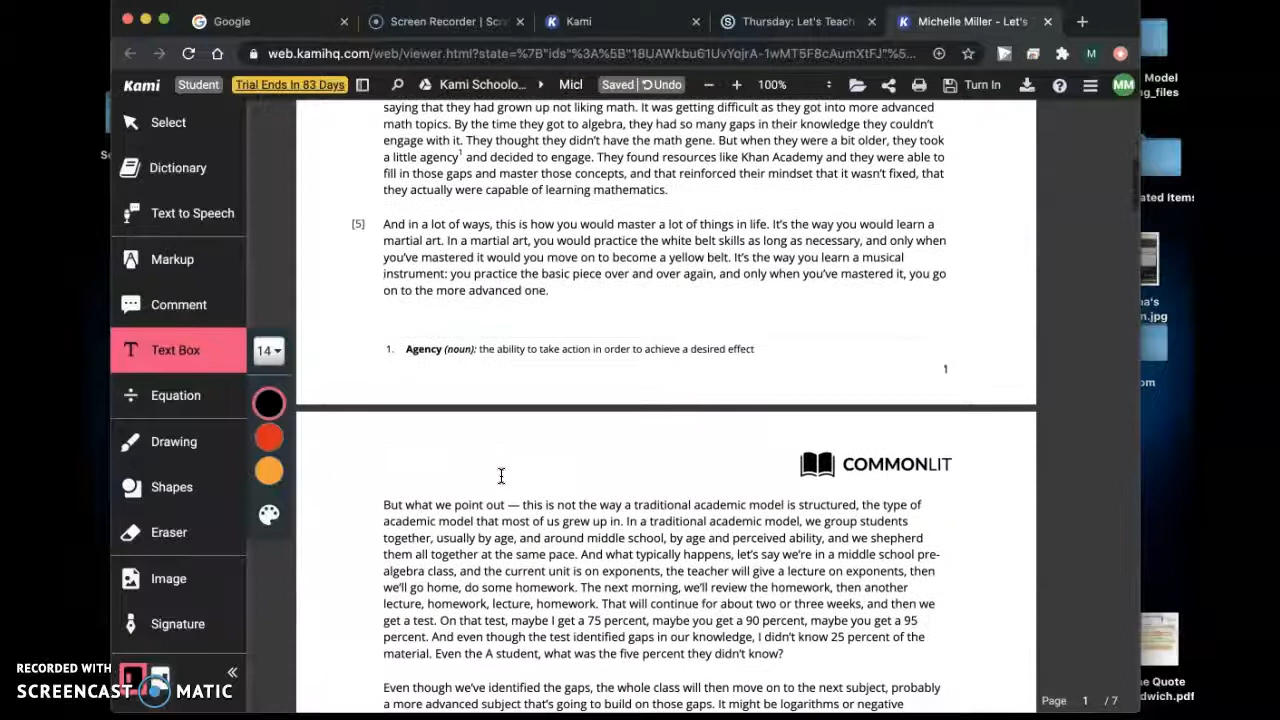 Google
Screen Recorder | Scr
Kami
Thursday: Let's Teach
Michelle Miller - Let's
web.kamihq.com/web/viewer.html?state=%7B"ids"%3A%5B"18UAWkbu61UvYqjrA-1wMT5F8cAumXtFJ"%5...
M
Kami
Student
Trial Ends In 83 Days
Kami Schoolo...
Micl
Saved
Undo
100%
Turn In
MM
Model
g_files
Select
Dictionary
Text to Speech
Markup
Comment
Text Box
Equation
Drawing
Shapes
Eraser
Image
Signature
14
saying that they had grown up not liking math. It was getting difficult as they got into more advanced
math topics. By the time they got to algebra, they had so many gaps in their knowledge they couldn't
engage with it. They thought they didn't have the math gene. But when they were a bit older, they took
a little agency1 and decided to engage. They found resources like Khan Academy and they were able to
fill in those gaps and master those concepts, and that reinforced their mindset that it wasn't fixed, that
they actually were capable of learning mathematics.
[5] And in a lot of ways, this is how you would master a lot of things in life. It's the way you would learn a
martial art. In a martial art, you would practice the white belt skills as long as necessary, and only when
you've mastered it would you move on to become a yellow belt. It's the way you learn a musical
instrument: you practice the basic piece over and over again, and only when you've mastered it, you go
on to the more advanced one.
1. Agency (noun): the ability to take action in order to achieve a desired effect
1
COMMONLIT
But what we point out — this is not the way a traditional academic model is structured, the type of
academic model that most of us grew up in. In a traditional academic model, we group students
together, usually by age, and around middle school, by age and perceived ability, and we shepherd
them all together at the same pace. And what typically happens, let's say we're in a middle school pre-
algebra class, and the current unit is on exponents, the teacher will give a lecture on exponents, then
we'll go home, do some homework. The next morning, we'll review the homework, then another
lecture, homework, lecture, homework. That will continue for about two or three weeks, and then we
get a test. On that test, maybe I get a 75 percent, maybe you get a 90 percent, maybe you get a 95
percent. And even though the test identified gaps in our knowledge, I didn't know 25 percent of the
material. Even the A student, what was the five percent they didn't know?
Even though we've identified the gaps, the whole class will then move on to the next subject, probably
a more advanced subject that's going to build on those gaps. It might be logarithms or negative
Page 1 / 7
ated Items
a's
m.jpg
om
e Quote
dwich.pdf
RECORDED WITH
SCREENCAST MATIC